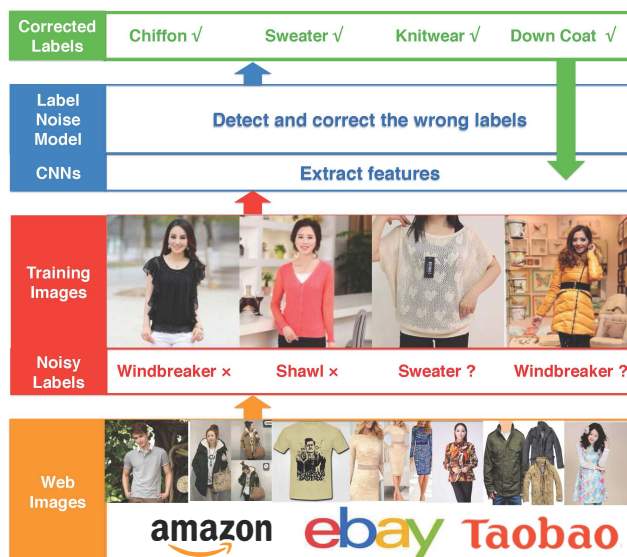 Corrected Labels
Chiffon √ Sweater √ Knitwear √ Down Coat √
Label Noise Model
Detect and correct the wrong labels
CNNs
Extract features
Training Images
Noisy Labels
Windbreaker × Shawl × Sweater ? Windbreaker ?
Web Images
amazon ebay Taobao